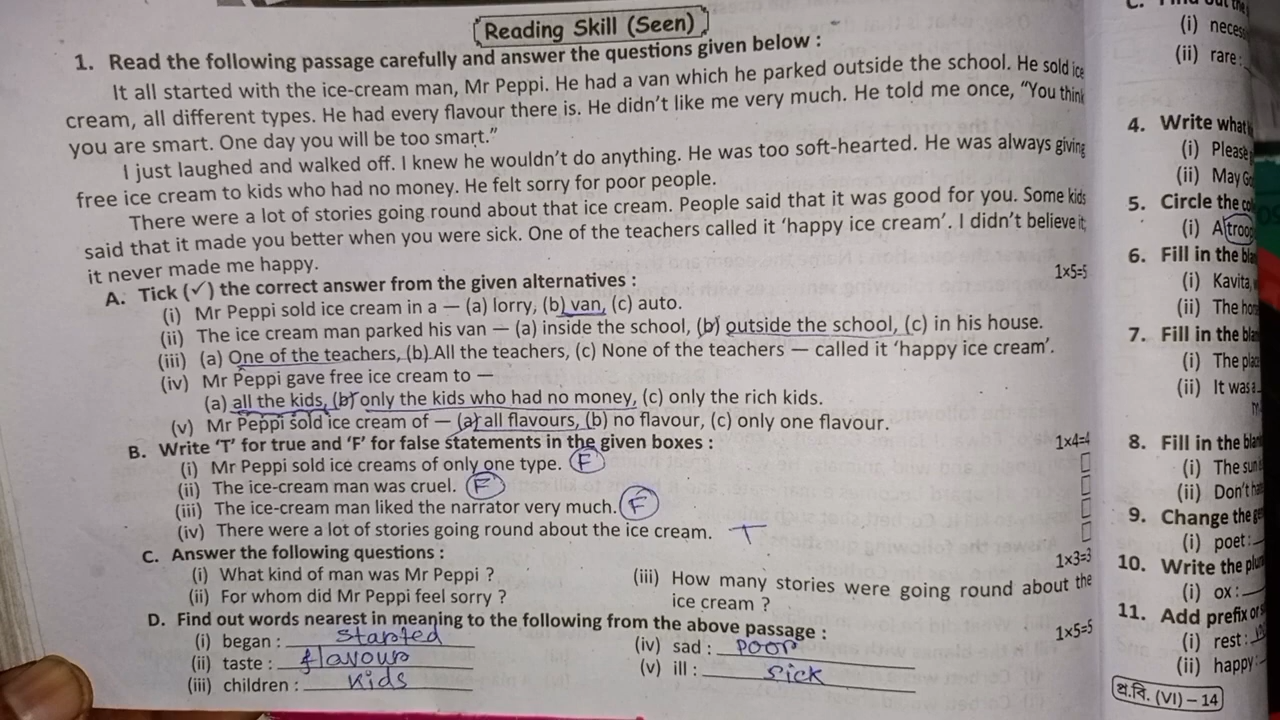 Reading Skill (Seen)
1. Read the following passage carefully and answer the questions given below :
It all started with the ice-cream man, Mr Peppi. He had a van which he parked outside the school. He sold ice
cream, all different types. He had every flavour there is. He didn't like me very much. He told me once, "You think
you are smart. One day you will be too smart."
I just laughed and walked off. I knew he wouldn't do anything. He was too soft-hearted. He was always giving
free ice cream to kids who had no money. He felt sorry for poor people.
There were a lot of stories going round about that ice cream. People said that it was good for you. Some kids
said that it made you better when you were sick. One of the teachers called it 'happy ice cream'. I didn't believe it;
it never made me happy.
A. Tick (✓) the correct answer from the given alternatives : 1×5=5
(i) Mr Peppi sold ice cream in a — (a) lorry, (b) van, (c) auto.
(ii) The ice cream man parked his van — (a) inside the school, (b) outside the school, (c) in his house.
(iii) (a) One of the teachers, (b) All the teachers, (c) None of the teachers — called it 'happy ice cream'.
(iv) Mr Peppi gave free ice cream to —
(a) all the kids, (b) only the kids who had no money, (c) only the rich kids.
(v) Mr Peppi sold ice cream of — (a) all flavours, (b) no flavour, (c) only one flavour.
B. Write 'T' for true and 'F' for false statements in the given boxes : 1×4=4
(i) Mr Peppi sold ice creams of only one type. F
(ii) The ice-cream man was cruel. F
(iii) The ice-cream man liked the narrator very much. F
(iv) There were a lot of stories going round about the ice cream. T
C. Answer the following questions : 1×3=3
(i) What kind of man was Mr Peppi ?
(ii) For whom did Mr Peppi feel sorry ?
(iii) How many stories were going round about the
ice cream ?
D. Find out words nearest in meaning to the following from the above passage : 1×5=5
(i) began : started
(ii) taste : flavour
(iii) children : kids
(iv) sad : poor
(v) ill : sick
(i)
(ii) rare :
4. Write what
(i) Please
(ii) May
5. Circle the
(i) A troop
6. Fill in the
(i) Kavita,
(ii) The
7. Fill in the
(i) The
(ii) It was a
8. Fill in the
(i) The sun
(ii) Don't
9. Change the
(i) poet :
10. Write the
(i) ox :
11. Add prefix or
(i) rest :
(ii) happy :
प्र.वि. (VI) – 14